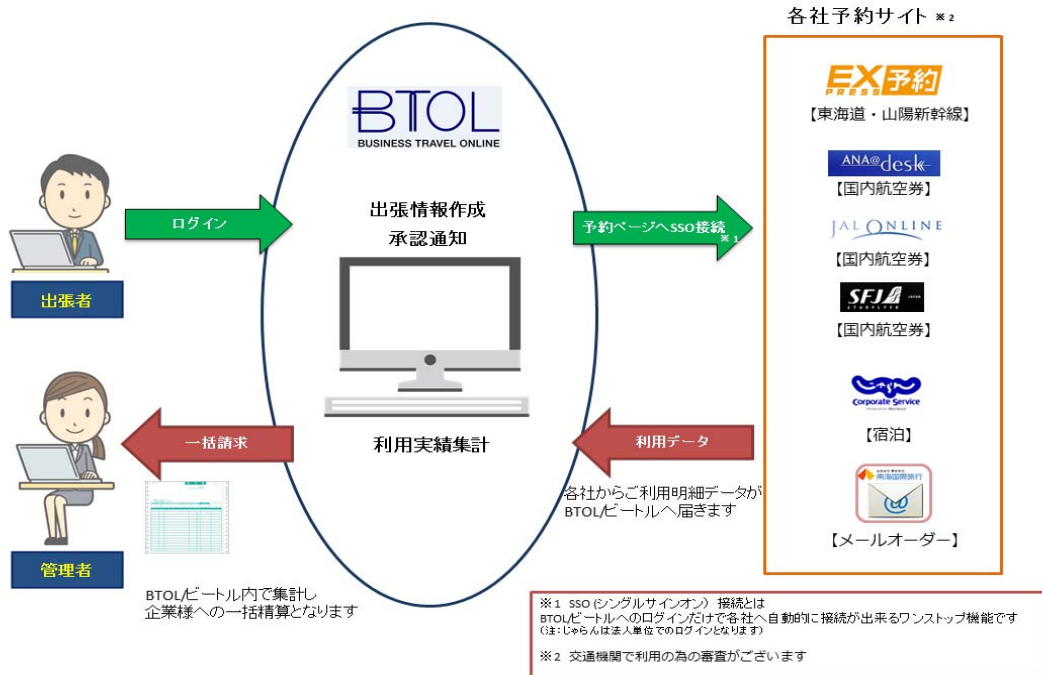 各社予約サイト ※2
BTOL
BUSINESS TRAVEL ONLINE
出張情報作成
承認通知
利用実績集計
出張者
ログイン
予約ページへSSO接続
※1
EX予約
PRESS
【東海道・山陽新幹線】
ANA@desk
【国内航空券】
JAL ONLINE
【国内航空券】
SFJ JAPAN
STARFLYER
【国内航空券】
じゃらん
Corporate Service
【宿泊】
東海国際旅行
@
【メールオーダー】
管理者
一括請求
利用データ
各社からご利用明細データが
BTOL/ビートルへ届きます
BTOL/ビートル内で集計し
企業様への一括精算となります
※1 SSO(シングルサインオン) 接続とは
BTOL/ビートルへのログインだけで各社へ自動的に接続が出来るワンストップ機能です
(注:じゃらんは法人単位でのログインとなります)
※2 交通機関で利用の為の審査がございます